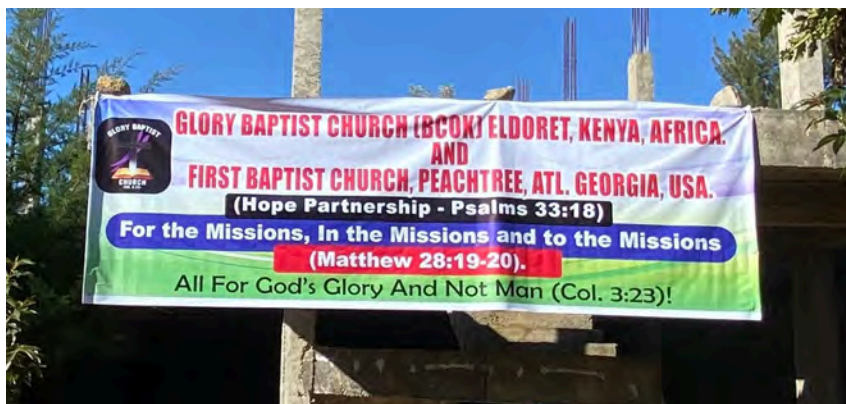 GLORY BAPTIST
CHURCH
GLORY BAPTIST CHURCH (BCOK) ELDORET, KENYA, AFRICA.
AND
FIRST BAPTIST CHURCH, PEACHTREE, ATL. GEORGIA, USA.
(Hope Partnership - Psalms 33:18)
For the Missions, In the Missions and to the Missions
(Matthew 28:19-20).
All For God's Glory And Not Man (Col. 3:23)!